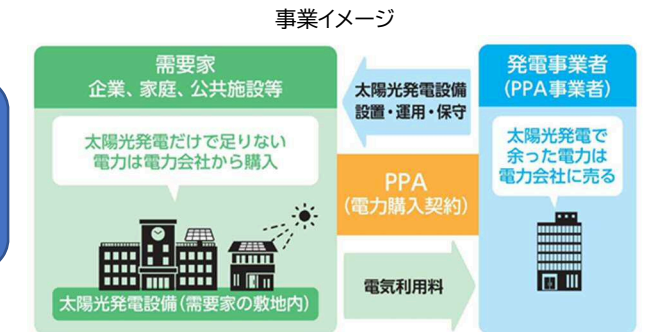 事業イメージ
需要家
企業、家庭、公共施設等
太陽光発電だけで足りない
電力は電力会社から購入
太陽光発電設備(需要家の敷地内)
太陽光発電設備
設置・運用・保守
PPA
(電力購入契約)
電気利用料
発電事業者
(PPA事業者)
太陽光発電で
余った電力は
電力会社に売る